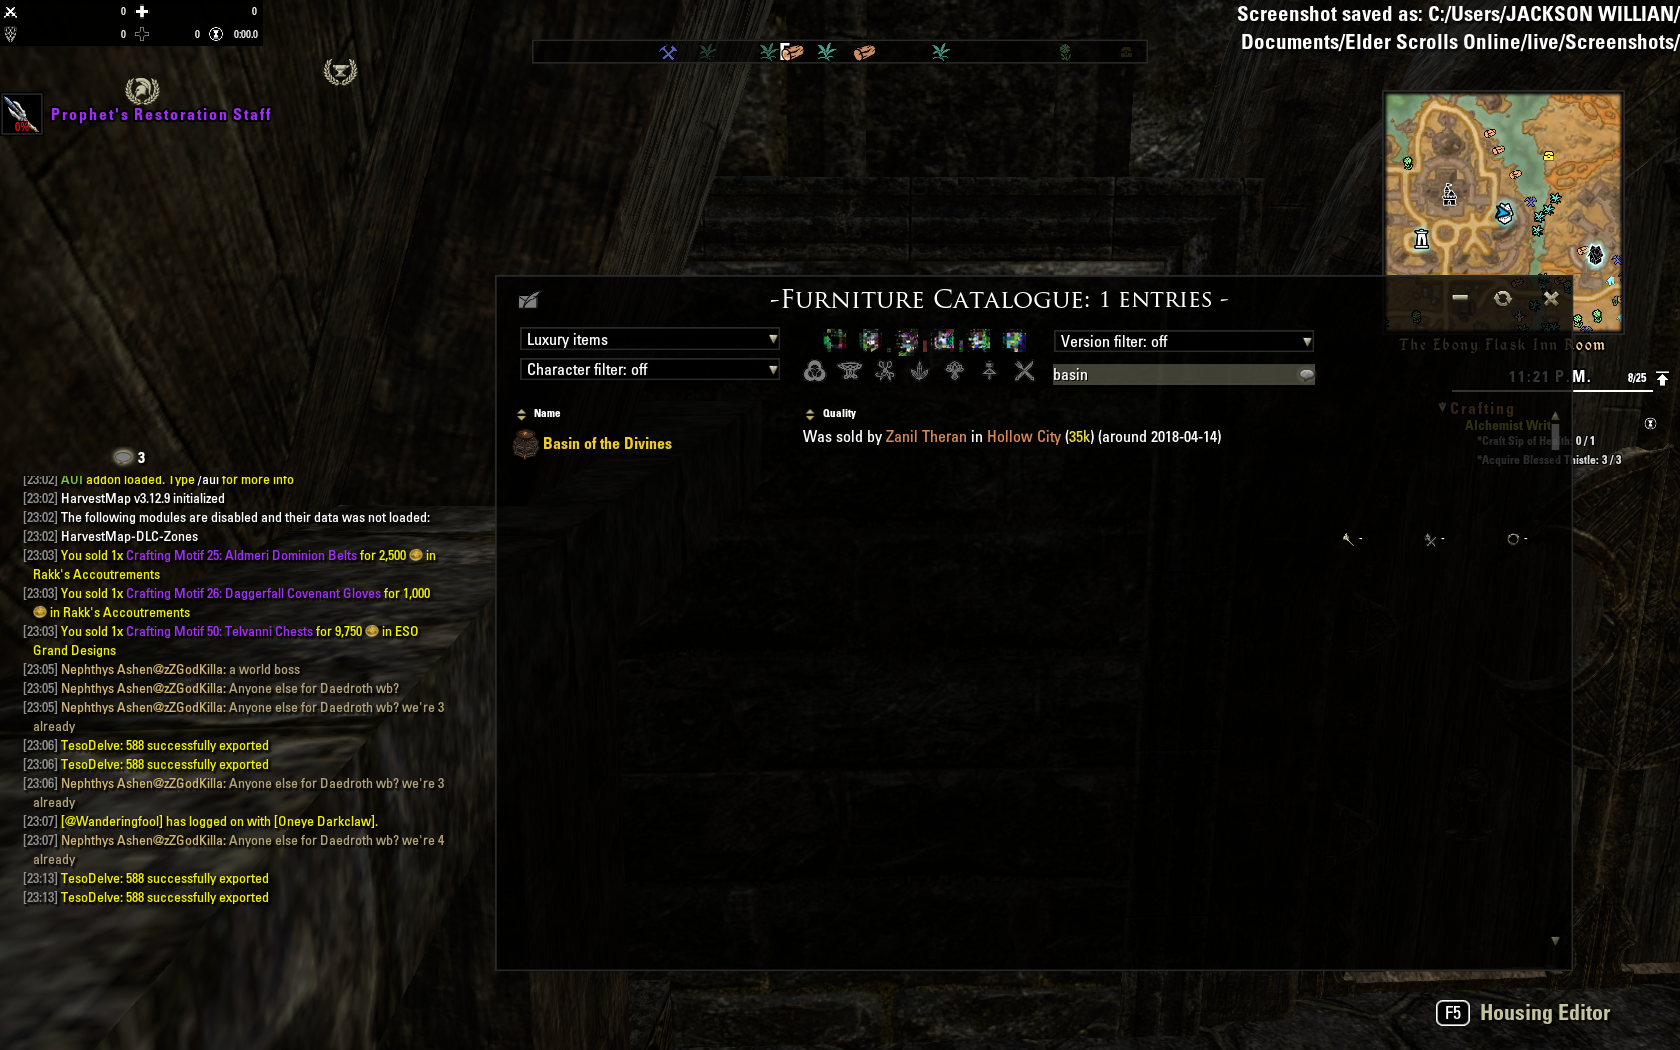 0 0
0 0 0:00.0
Screenshot saved as: C:/Users/JACKSON WILLIAN/
Documents/Elder Scrolls Online/live/Screenshots/
0%
Prophet's Restoration Staff
-Furniture Catalogue: 1 entries -
Luxury items
Version filter: off
Character filter: off
basin
Name
Quality
Basin of the Divines
Was sold by Zanil Theran in Hollow City (35k) (around 2018-04-14)
The Ebony Flask Inn Room
11:21 P.M.
8/25
Crafting
Alchemist Writ
*Craft Sip of Health: 0 / 1
*Acquire Blessed Thistle: 3 / 3
-
-
-
3
[23:02] AUI addon loaded. Type /aui for more info
[23:02] HarvestMap v3.12.9 initialized
[23:02] The following modules are disabled and their data was not loaded:
[23:02] HarvestMap-DLC-Zones
[23:03] You sold 1x Crafting Motif 25: Aldmeri Dominion Belts for 2,500 in
Rakk's Accoutrements
[23:03] You sold 1x Crafting Motif 26: Daggerfall Covenant Gloves for 1,000
in Rakk's Accoutrements
[23:03] You sold 1x Crafting Motif 50: Telvanni Chests for 9,750 in ESO
Grand Designs
[23:05] Nephthys Ashen@zZGodKilla: a world boss
[23:05] Nephthys Ashen@zZGodKilla: Anyone else for Daedroth wb?
[23:05] Nephthys Ashen@zZGodKilla: Anyone else for Daedroth wb? we're 3
already
[23:06] TesoDelve: 588 successfully exported
[23:06] TesoDelve: 588 successfully exported
[23:06] Nephthys Ashen@zZGodKilla: Anyone else for Daedroth wb? we're 3
already
[23:07] [@Wanderingfool] has logged on with [Oneye Darkclaw].
[23:07] Nephthys Ashen@zZGodKilla: Anyone else for Daedroth wb? we're 4
already
[23:13] TesoDelve: 588 successfully exported
[23:13] TesoDelve: 588 successfully exported
F5 Housing Editor